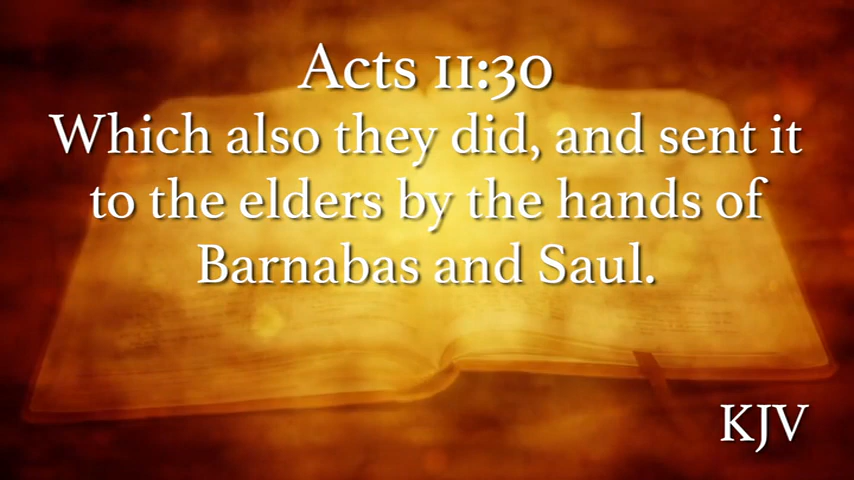 Acts 11:30
Which also they did, and sent it
to the elders by the hands of
Barnabas and Saul.
KJV